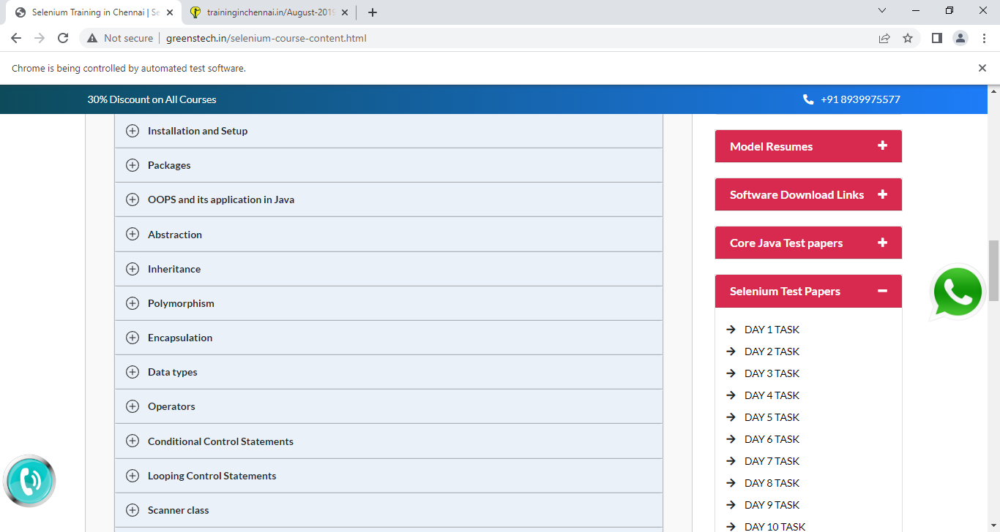 Selenium Training in Chennai | Se
traininginchennai.in/August-2019
Not secure
greenstech.in/selenium-course-content.html
Chrome is being controlled by automated test software.
30% Discount on All Courses
+91 8939975577
Installation and Setup
Packages
OOPS and its application in Java
Abstraction
Inheritance
Polymorphism
Encapsulation
Data types
Operators
Conditional Control Statements
Looping Control Statements
Scanner class
Model Resumes
Software Download Links
Core Java Test papers
Selenium Test Papers
DAY 1 TASK
DAY 2 TASK
DAY 3 TASK
DAY 4 TASK
DAY 5 TASK
DAY 6 TASK
DAY 7 TASK
DAY 8 TASK
DAY 9 TASK
DAY 10 TASK